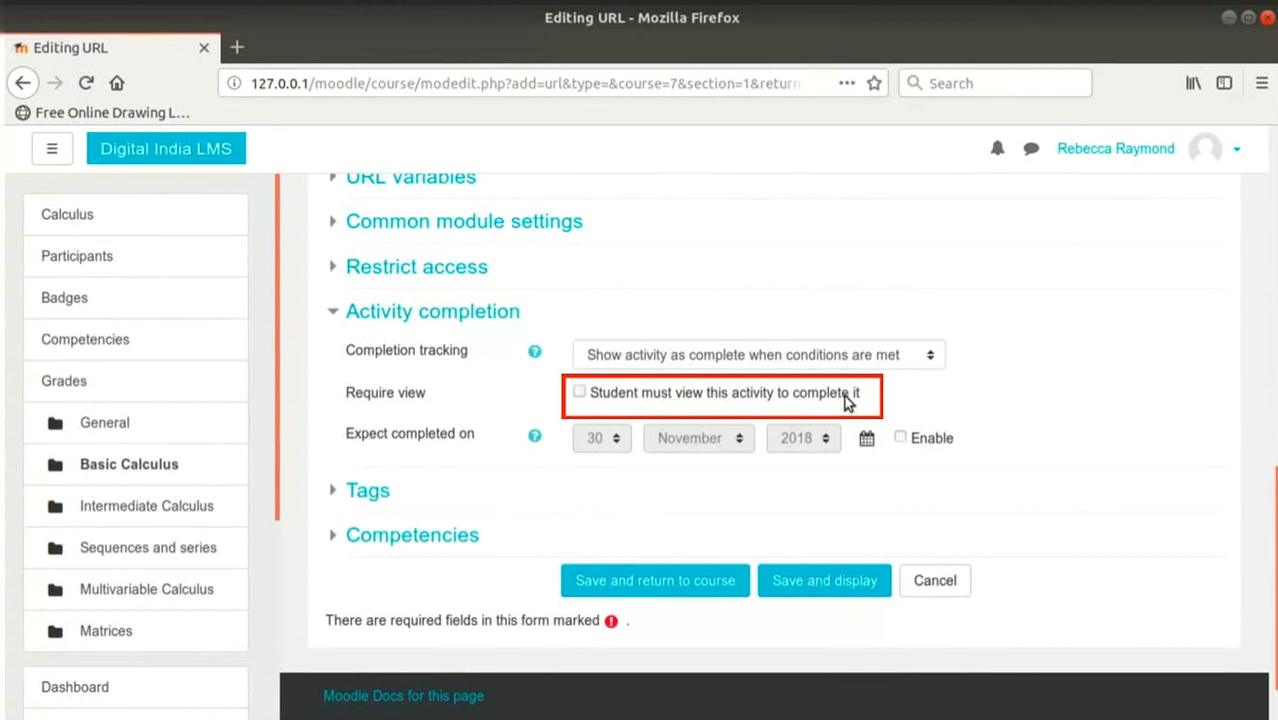 Editing URL - Mozilla Firefox
Editing URL
127.0.0.1/moodle/course/modedit.php?add=url&type=&course=7&section=1&return
Search
Free Online Drawing L...
Digital India LMS
Rebecca Raymond
Calculus
Participants
Badges
Competencies
Grades
General
Basic Calculus
Intermediate Calculus
Sequences and series
Multivariable Calculus
Matrices
Dashboard
URL Variables
Common module settings
Restrict access
Activity completion
Completion tracking
Show activity as complete when conditions are met
Require view
Student must view this activity to complete it
Expect completed on
30 November 2018 Enable
Tags
Competencies
Save and return to course Save and display Cancel
There are required fields in this form marked .
Moodle Docs for this page